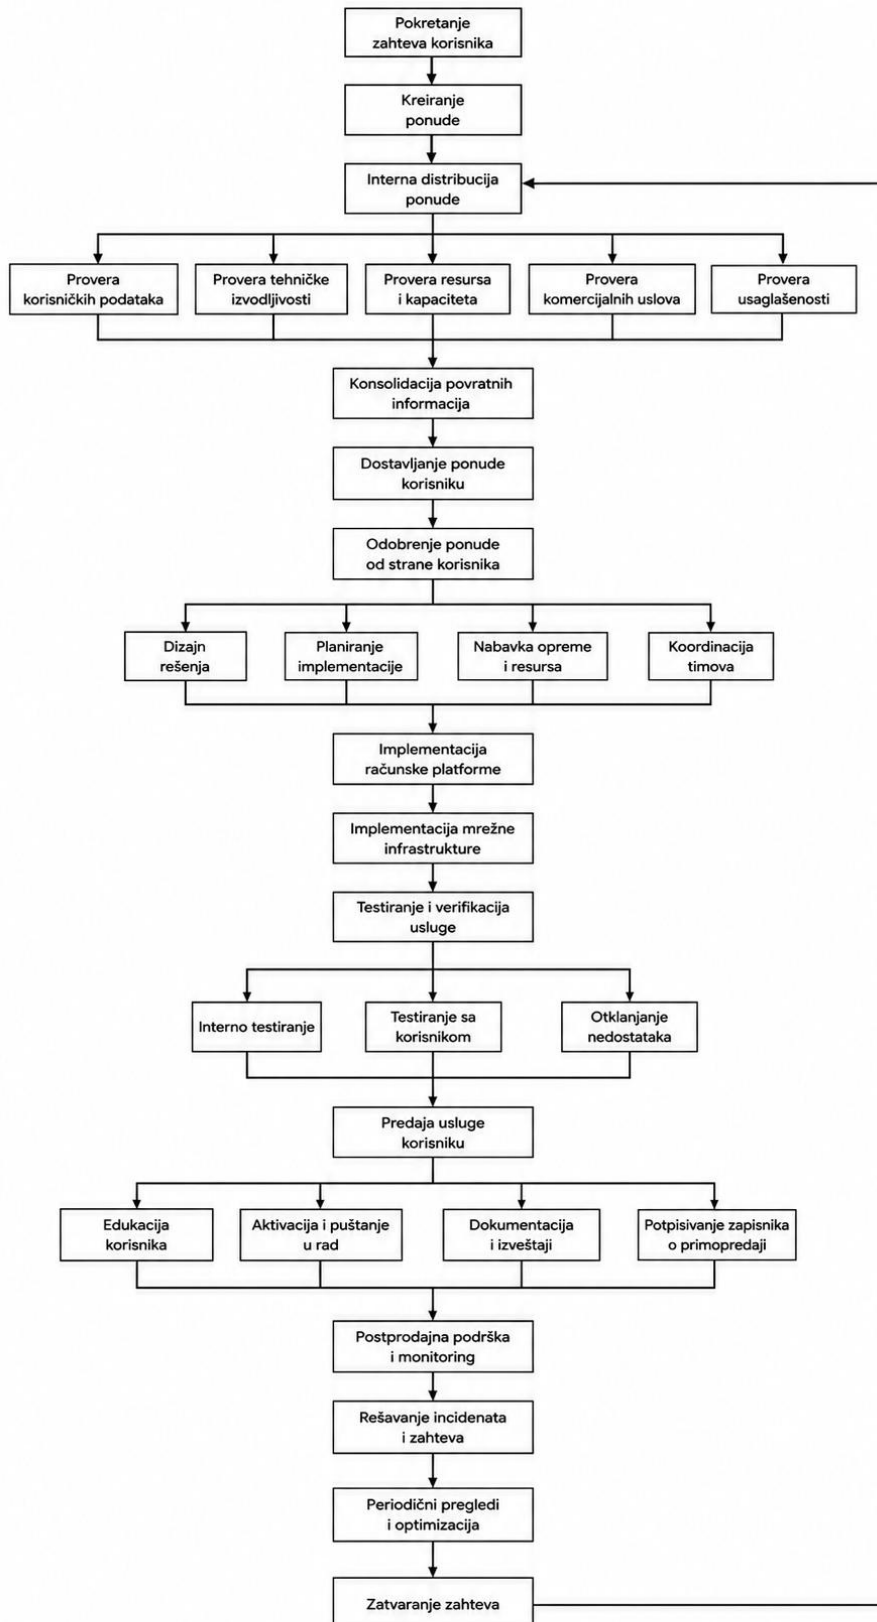 Pokretanje
zahteva korisnika
Kreiranje
ponude
Interna distribucija
ponude
Provera
korisničkih podataka
Provera tehničke
izvodljivosti
Provera resursa
i kapaciteta
Provera
komercijalnih uslova
Provera
usaglašenosti
Konsolidacija povratnih
informacija
Dostavljanje ponude
korisniku
Odobrenje ponude
od strane korisnika
Dizajn
rešenja
Planiranje
implementacije
Nabavka opreme
i resursa
Koordinacija
timova
Implementacija
računske platforme
Implementacija mrežne
infrastrukture
Testiranje i verifikacija
usluge
Interno testiranje
Testiranje sa
korisnikom
Otklanjanje
nedostataka
Predaja usluge
korisniku
Edukacija
korisnika
Aktivacija i puštanje
u rad
Dokumentacija
i izveštaji
Potpisivanje zapisnika
o primopredaji
Postprodajna podrška
i monitoring
Rešavanje incidenata
i zahteva
Periodični pregledi
i optimizacija
Zatvaranje zahteva